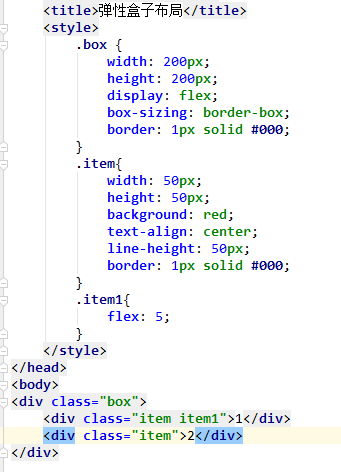 <title>弹性盒子布局</title>
<style>
.box {
width: 200px;
height: 200px;
display: flex;
box-sizing: border-box;
border: 1px solid #000;
}
.item{
width: 50px;
height: 50px;
background: red;
text-align: center;
line-height: 50px;
border: 1px solid #000;
}
.item1{
flex: 5;
}
</style>
</head>
<body>
<div class="box">
<div class="item item1">1</div>
<div class="item">2</div>
</div>